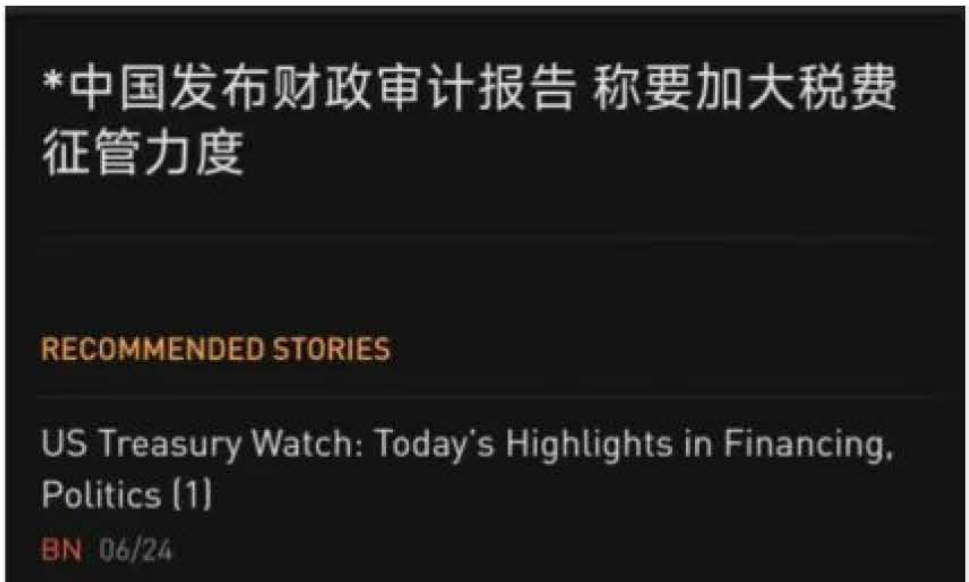 *中国发布财政审计报告 称要加大税费
征管力度
RECOMMENDED STORIES
US Treasury Watch: Today's Highlights in Financing,
Politics (1)
BN 06/24